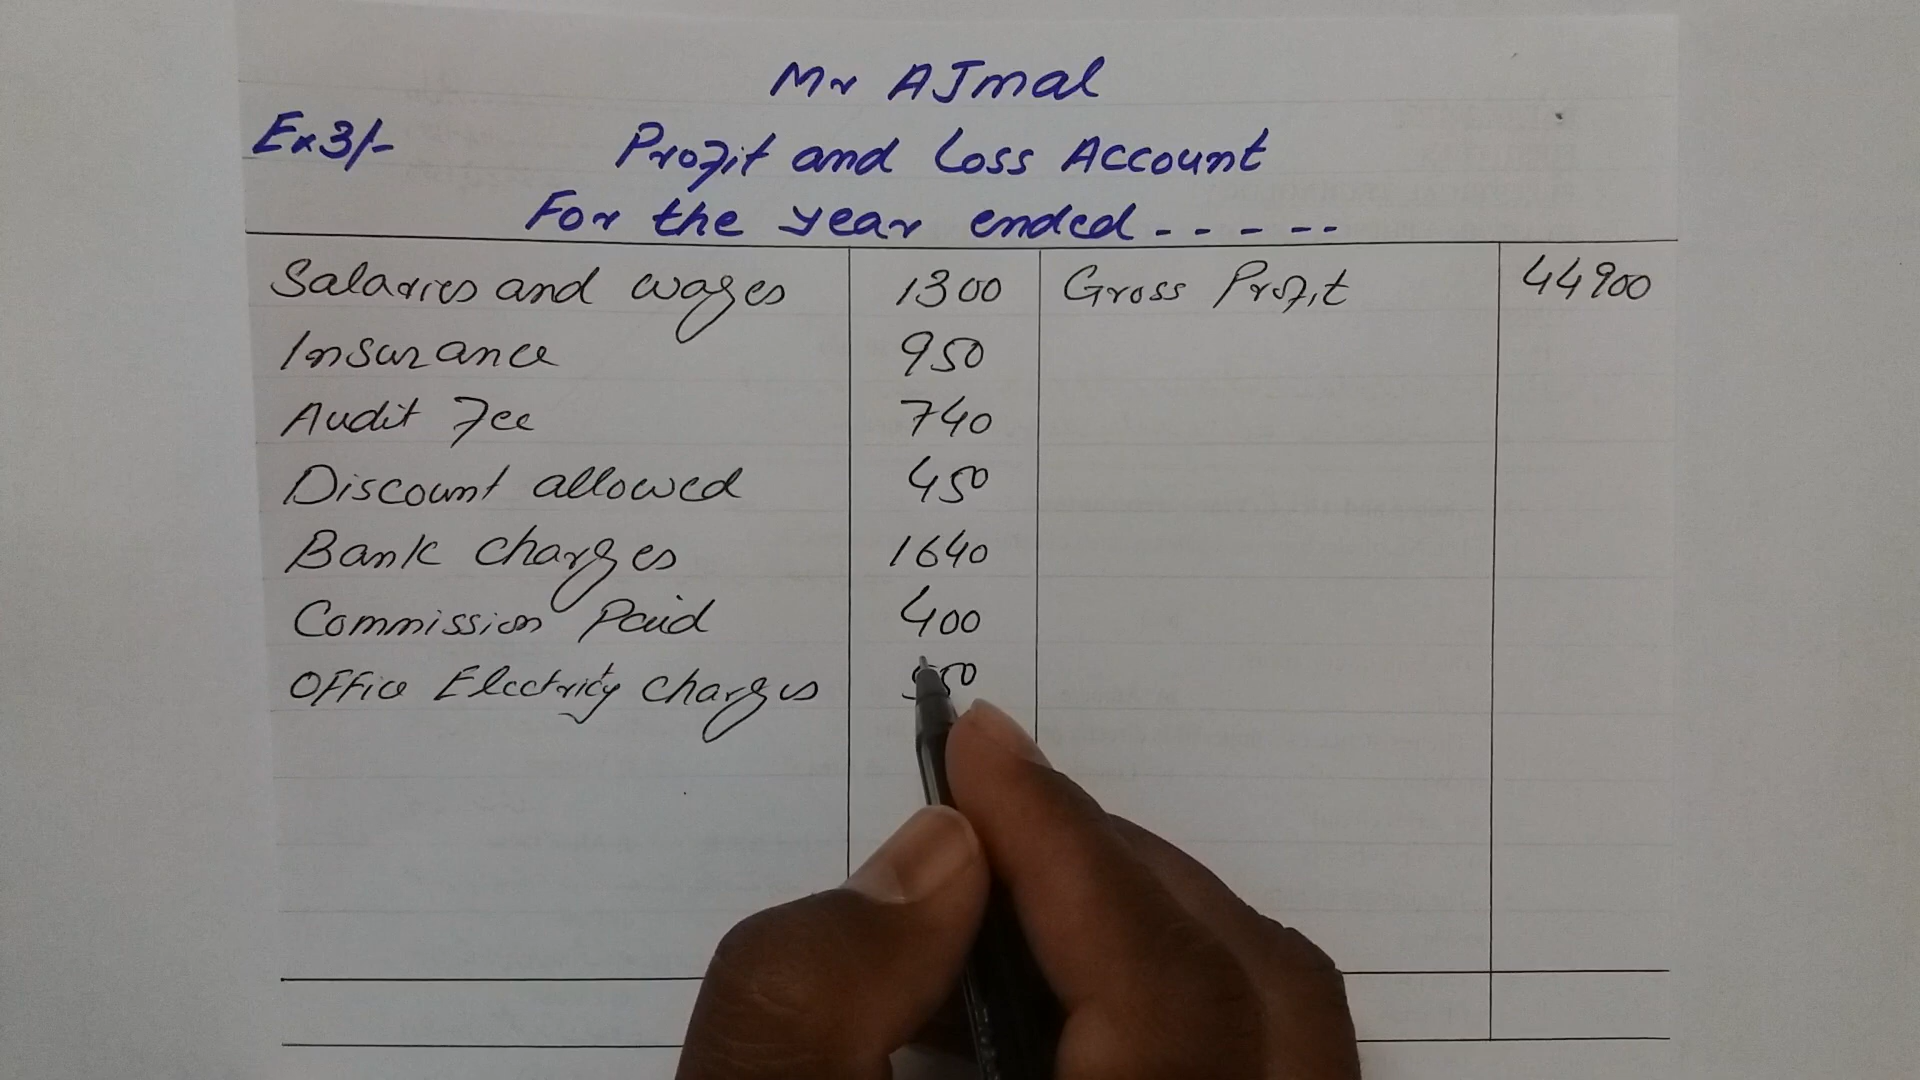 Mr AJmal
Ex3/- Profit and Loss Account
For the year ended - - - - -
Salaries and wages 1300 Gross Profit 44900
Insurance 950
Audit Fee 740
Discount allowed 450
Bank charges 1640
Commission Paid 400
Office Electricity charges